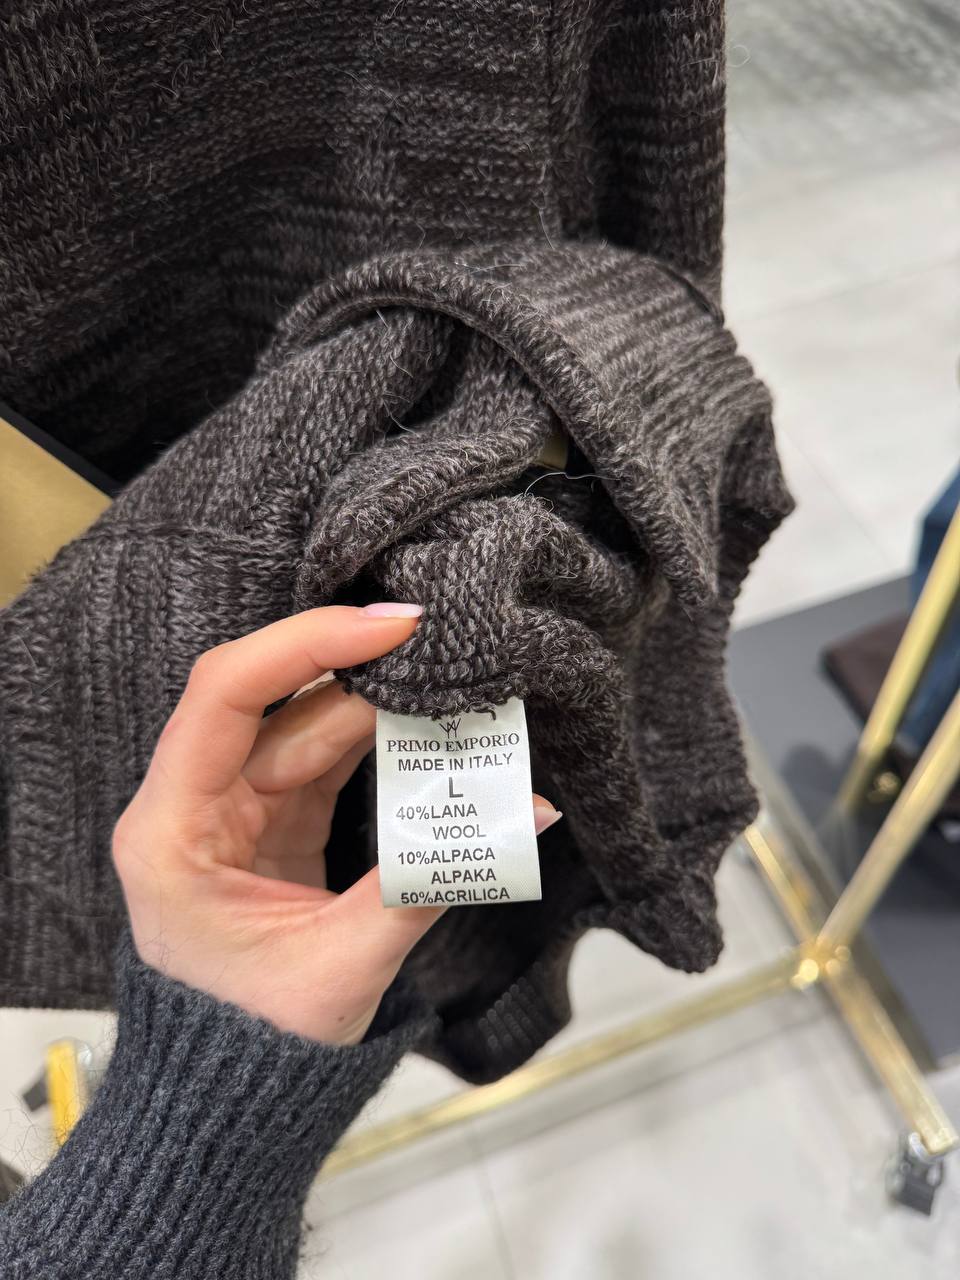 PRIMO EMPORIO
MADE IN ITALY
L
40%LANA
WOOL
10%ALPACA
ALPAKA
50%ACRILICA